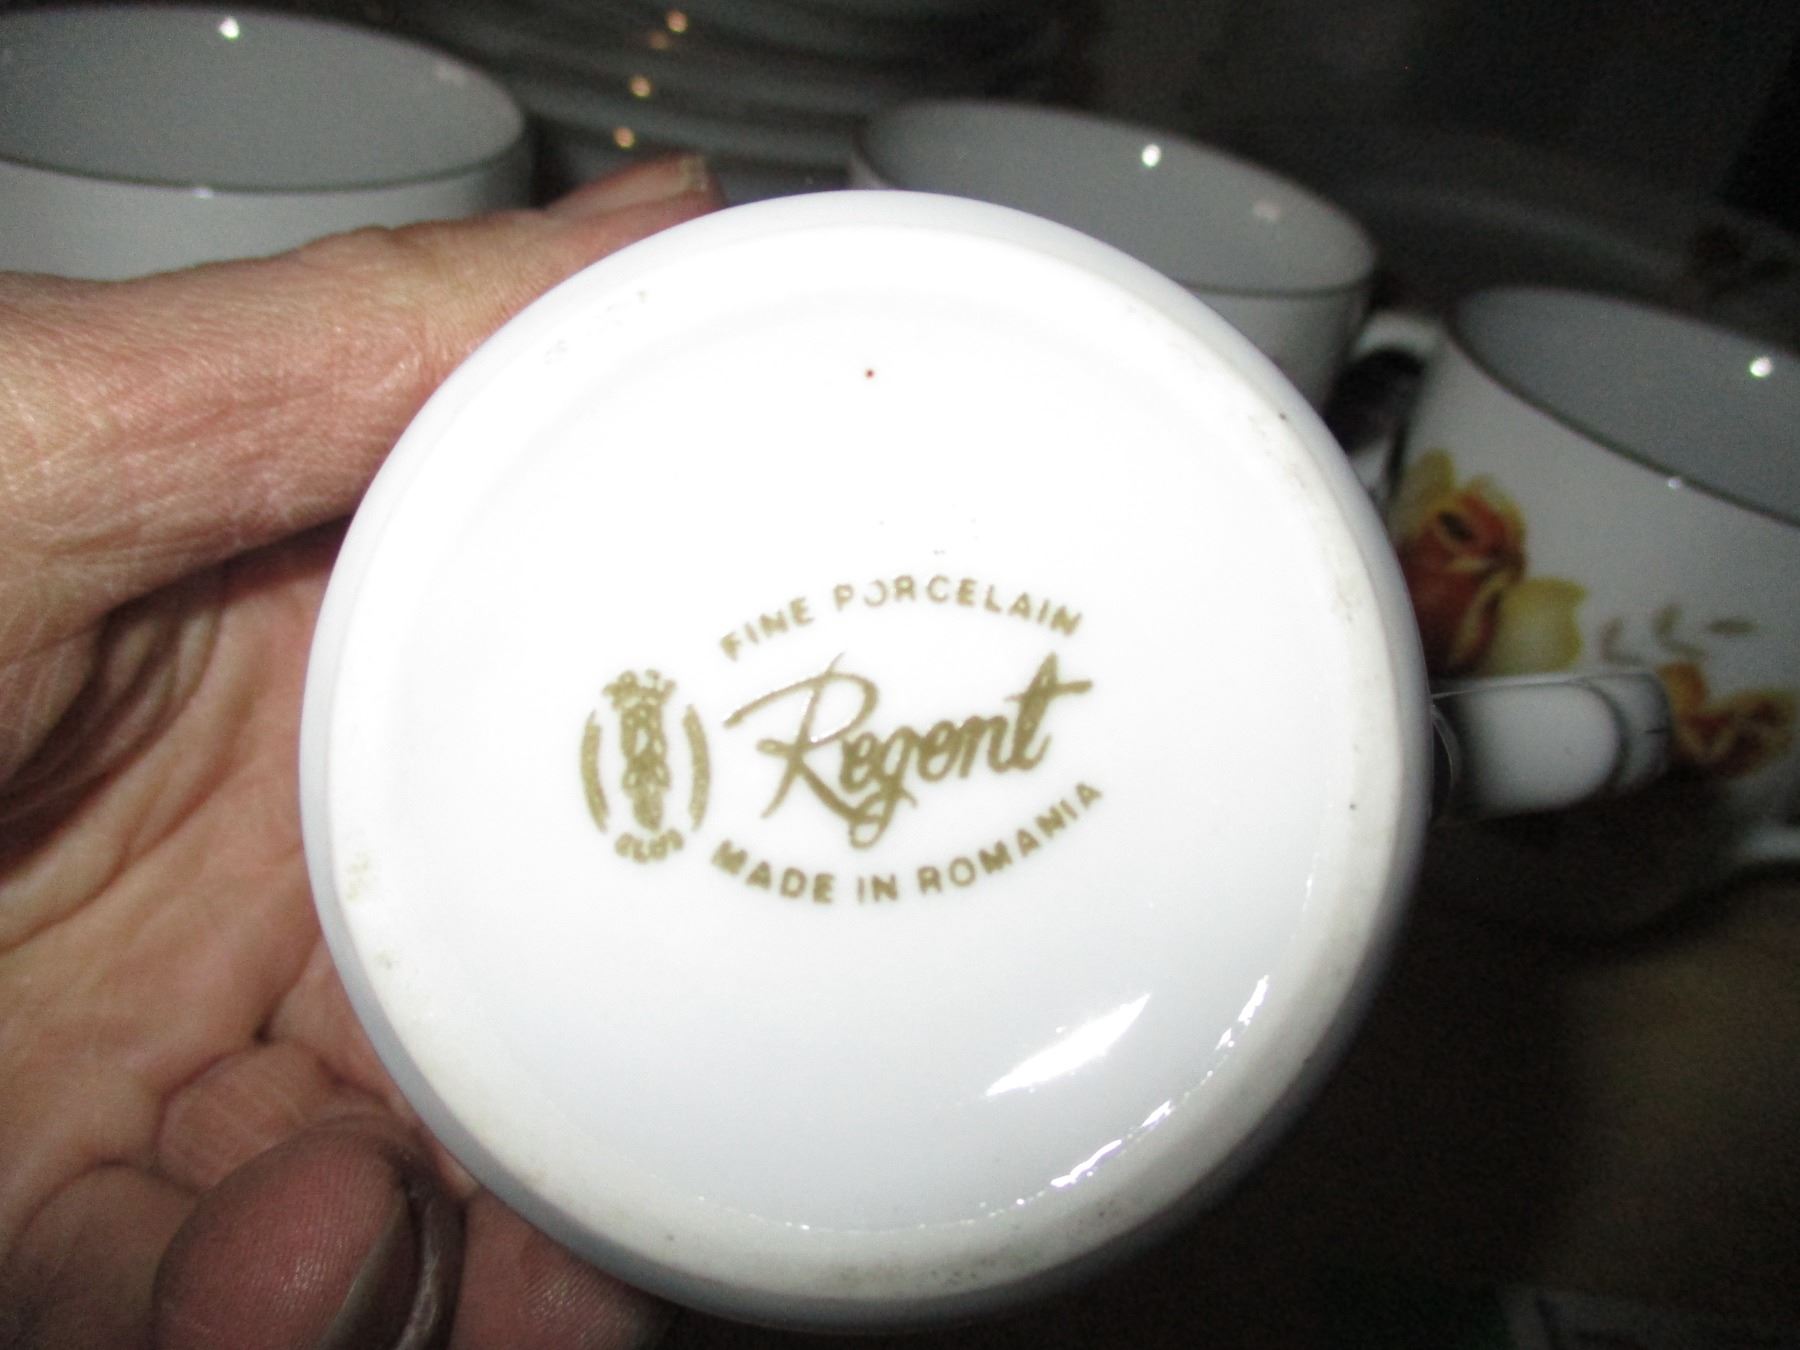 FINE PORCELAIN
Regent
MADE IN ROMANIA